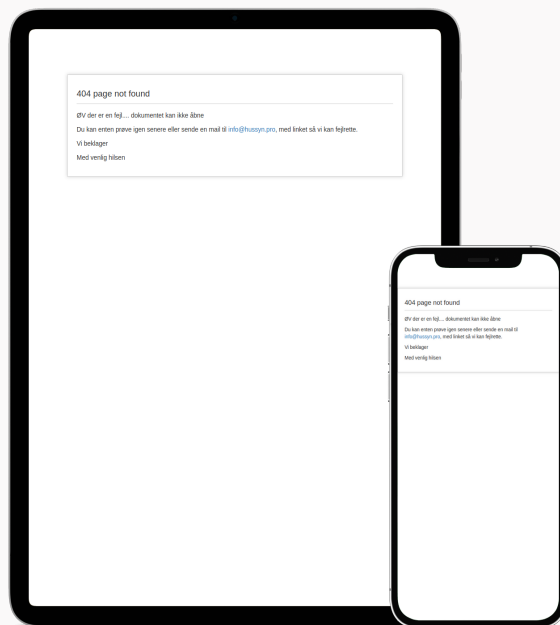 404 page not found
ØV der er en fejl.... dokumentet kan ikke åbne
Du kan enten prøve igen senere eller sende en mail til info@hussyn.pro, med linket så vi kan fejlrette.
Vi beklager
Med venlig hilsen
404 page not found
ØV der er en fejl.... dokumentet kan ikke åbne
Du kan enten prøve igen senere eller sende en mail til
info@hussyn.pro, med linket så vi kan fejlrette.
Vi beklager
Med venlig hilsen